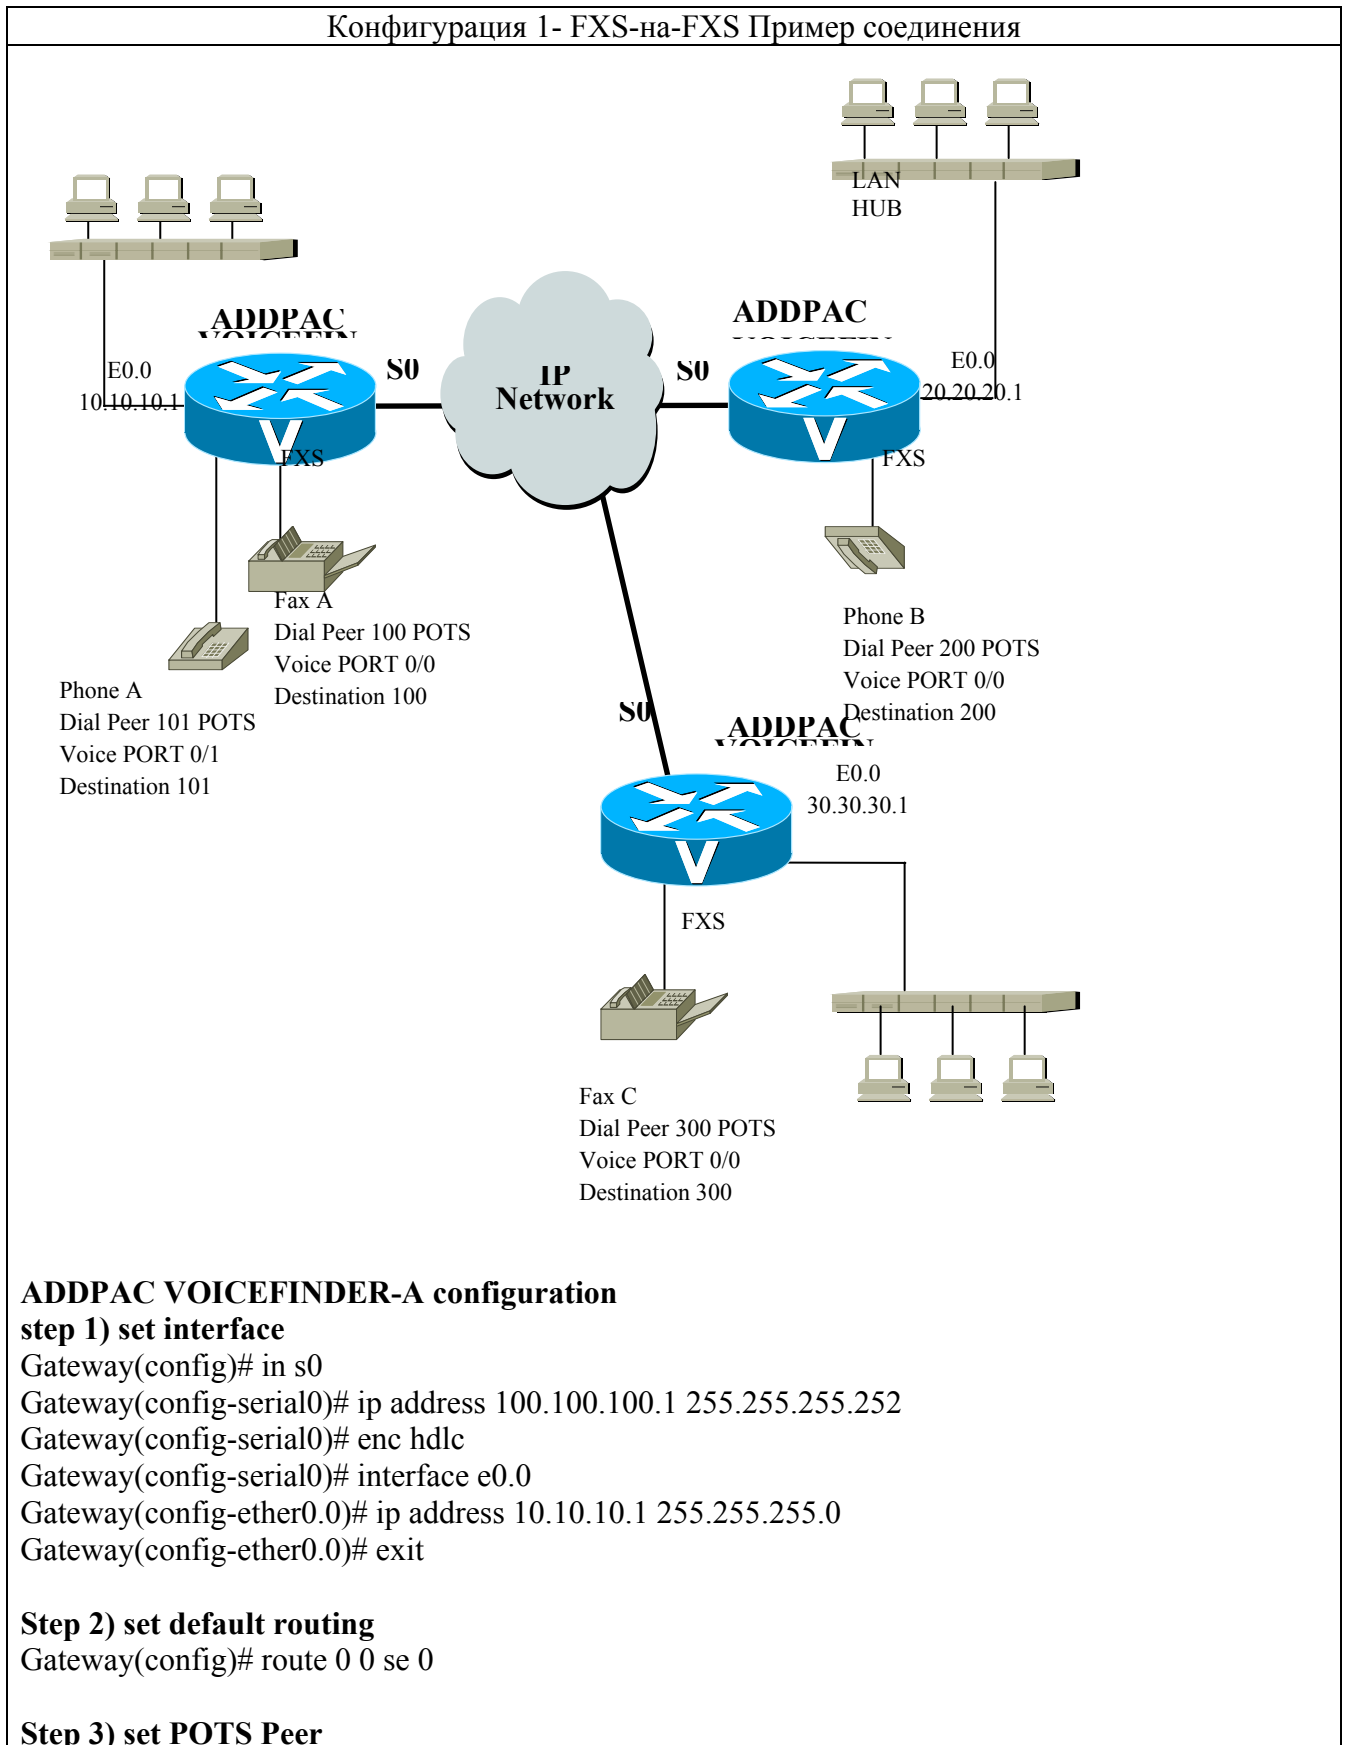 Конфигурация 1- FXS-на-FXS Пример соединения
LAN
HUB
ADDPAC
E0.0
10.10.10.1
S0
IP
Network
S0
ADDPAC
E0.0
20.20.20.1
FXS
FXS
Fax A
Dial Peer 100 POTS
Voice PORT 0/0
Destination 100
Phone A
Dial Peer 101 POTS
Voice PORT 0/1
Destination 101
Phone B
Dial Peer 200 POTS
Voice PORT 0/0
Destination 200
S0
ADDPAC
E0.0
30.30.30.1
FXS
Fax C
Dial Peer 300 POTS
Voice PORT 0/0
Destination 300
ADDPAC VOICEFINDER-A configuration
step 1) set interface
Gateway(config)# in s0
Gateway(config-serial0)# ip address 100.100.100.1 255.255.255.252
Gateway(config-serial0)# enc hdlc
Gateway(config-serial0)# interface e0.0
Gateway(config-ether0.0)# ip address 10.10.10.1 255.255.255.0
Gateway(config-ether0.0)# exit
Step 2) set default routing
Gateway(config)# route 0 0 se 0
Step 3) set POTS Peer